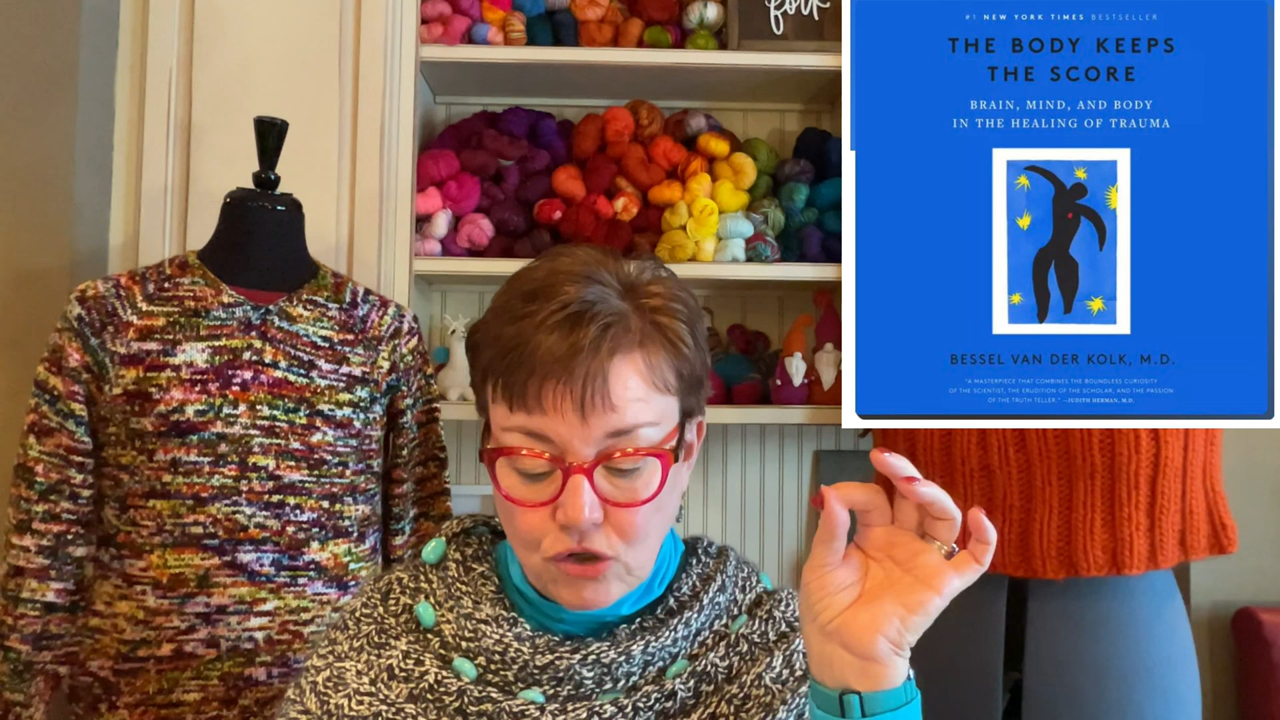 folk
#1 NEW YORK TIMES BESTSELLER
THE BODY KEEPS
THE SCORE
BRAIN, MIND, AND BODY
IN THE HEALING OF TRAUMA
BESSEL VAN DER KOLK, M.D.
"A MASTERPIECE THAT COMBINES THE BOUNDLESS CURIOSITY
OF THE SCIENTIST, THE ERUDITION OF THE SCHOLAR, AND THE PASSION
OF THE TRUTH TELLER." —JUDITH HERMAN, M.D.